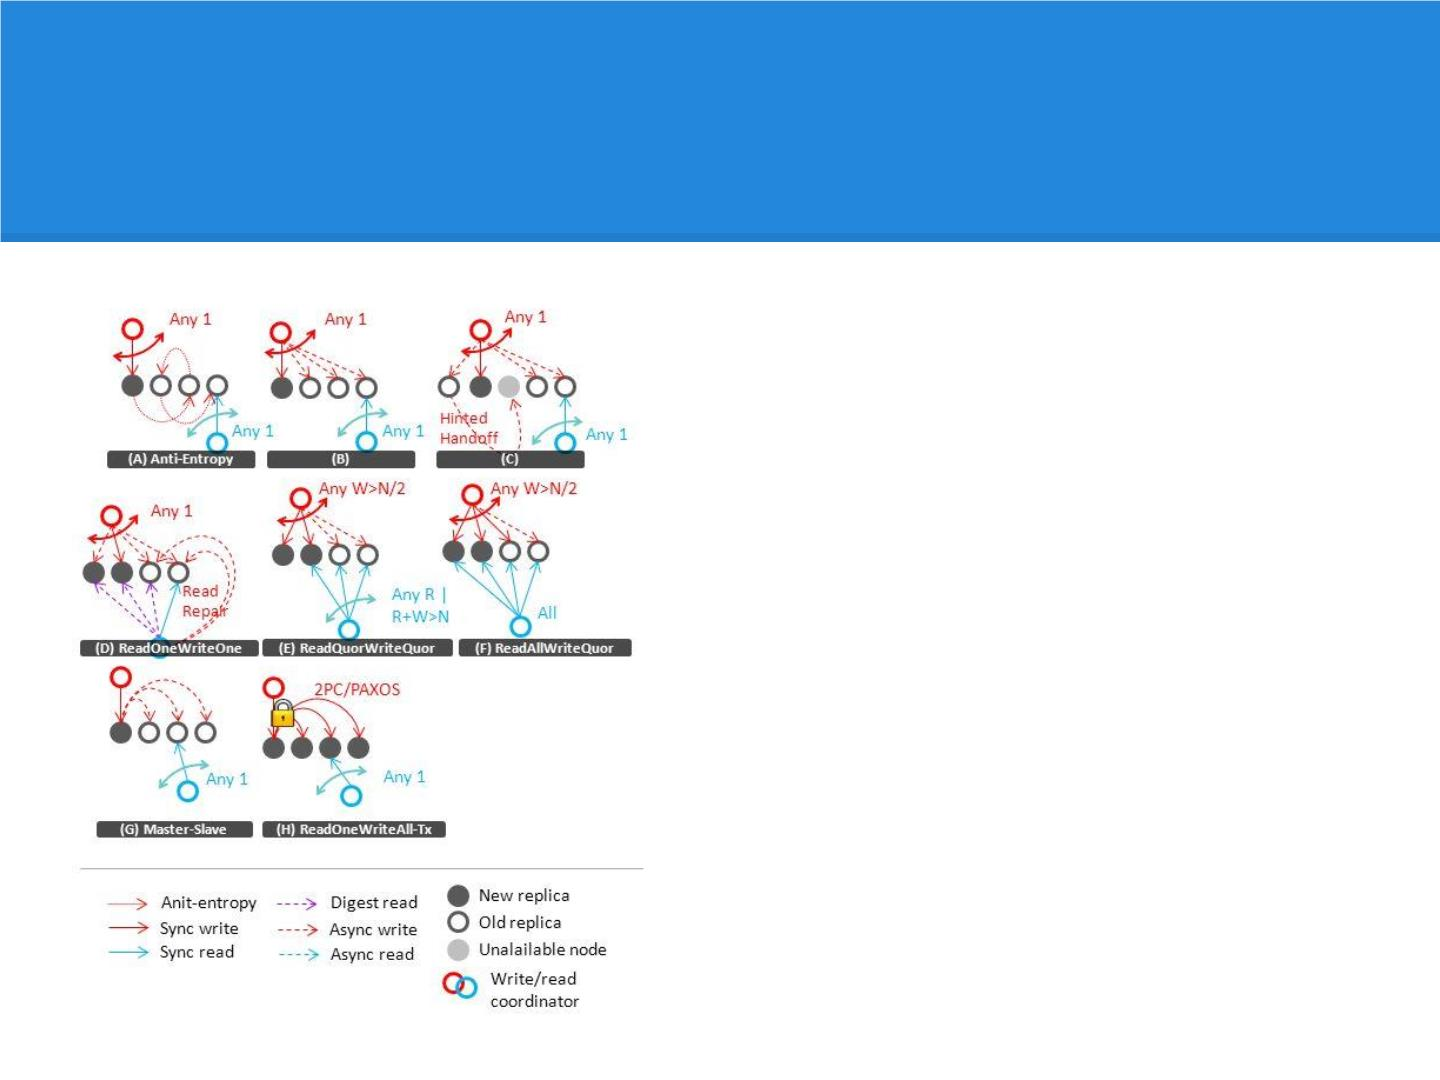 Any 1
Any 1
Any 1
Hinted
Handoff
Any 1
Any 1
Any 1
(A) Anti-Entropy
(B)
(C)
Any 1
Any W>N/2
Any W>N/2
Read
Repair
Any R |
R+W>N
All
(D) ReadOneWriteOne
(E) ReadQuorWriteQuor
(F) ReadAllWriteQuor
2PC/PAXOS
Any 1
Any 1
(G) Master-Slave
(H) ReadOneWriteAll-Tx
Anit-entropy
Sync write
Sync read
Digest read
Async write
Async read
New replica
Old replica
Unalailable node
Write/read
coordinator